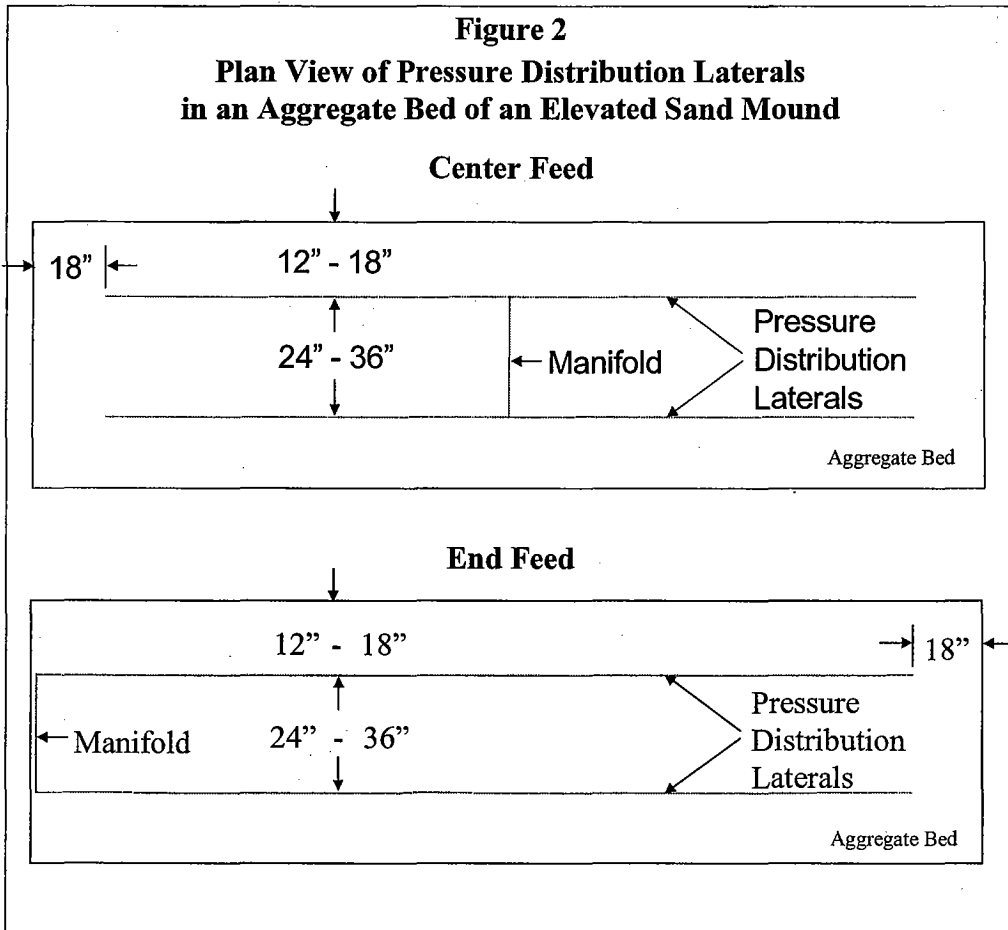 Figure 2
Plan View of Pressure Distribution Laterals
in an Aggregate Bed of an Elevated Sand Mound
Center Feed
18”
12” - 18”
24” - 36”
Manifold
Pressure
Distribution
Laterals
Aggregate Bed
End Feed
12” - 18”
18”
Manifold
24” - 36”
Pressure
Distribution
Laterals
Aggregate Bed